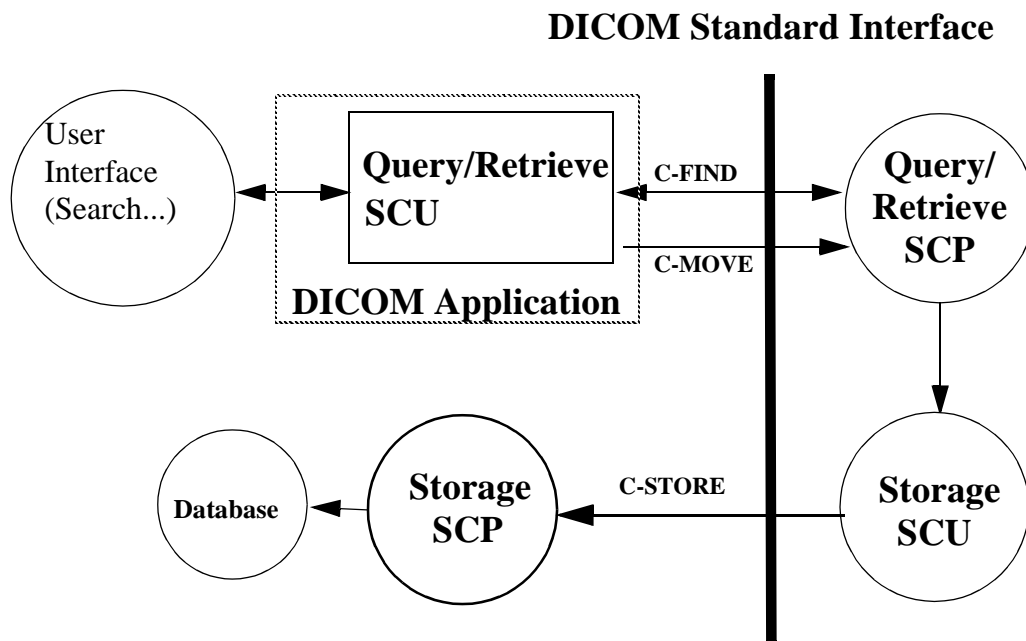 DICOM Standard Interface
User
Interface
(Search...)
Query/Retrieve
SCU
C-FIND
C-MOVE
Query/
Retrieve
SCP
DICOM Application
Database
Storage
SCP
C-STORE
Storage
SCU